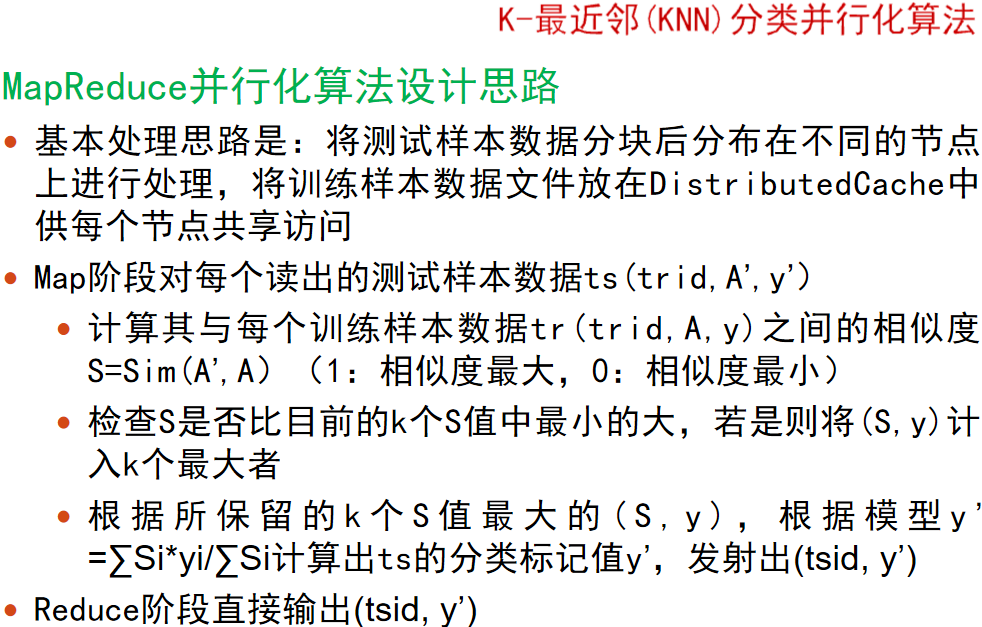 K-最近邻(KNN)分类并行化算法
MapReduce并行化算法设计思路
• 基本处理思路是：将测试样本数据分块后分布在不同的节点
上进行处理，将训练样本数据文件放在DistributedCache中
供每个节点共享访问
• Map阶段对每个读出的测试样本数据ts(trid,A’,y’)
• 计算其与每个训练样本数据tr(trid,A,y)之间的相似度
S=Sim(A’,A)（1：相似度最大，0：相似度最小）
• 检查S是否比目前的k个S值中最小的大，若是则将(S,y)计
入k个最大者
• 根据所保留的k个S值最大的(S,y)，根据模型y’
=∑Si*yi/∑Si计算出ts的分类标记值y’，发射出(tsid, y’)
• Reduce阶段直接输出(tsid, y’)